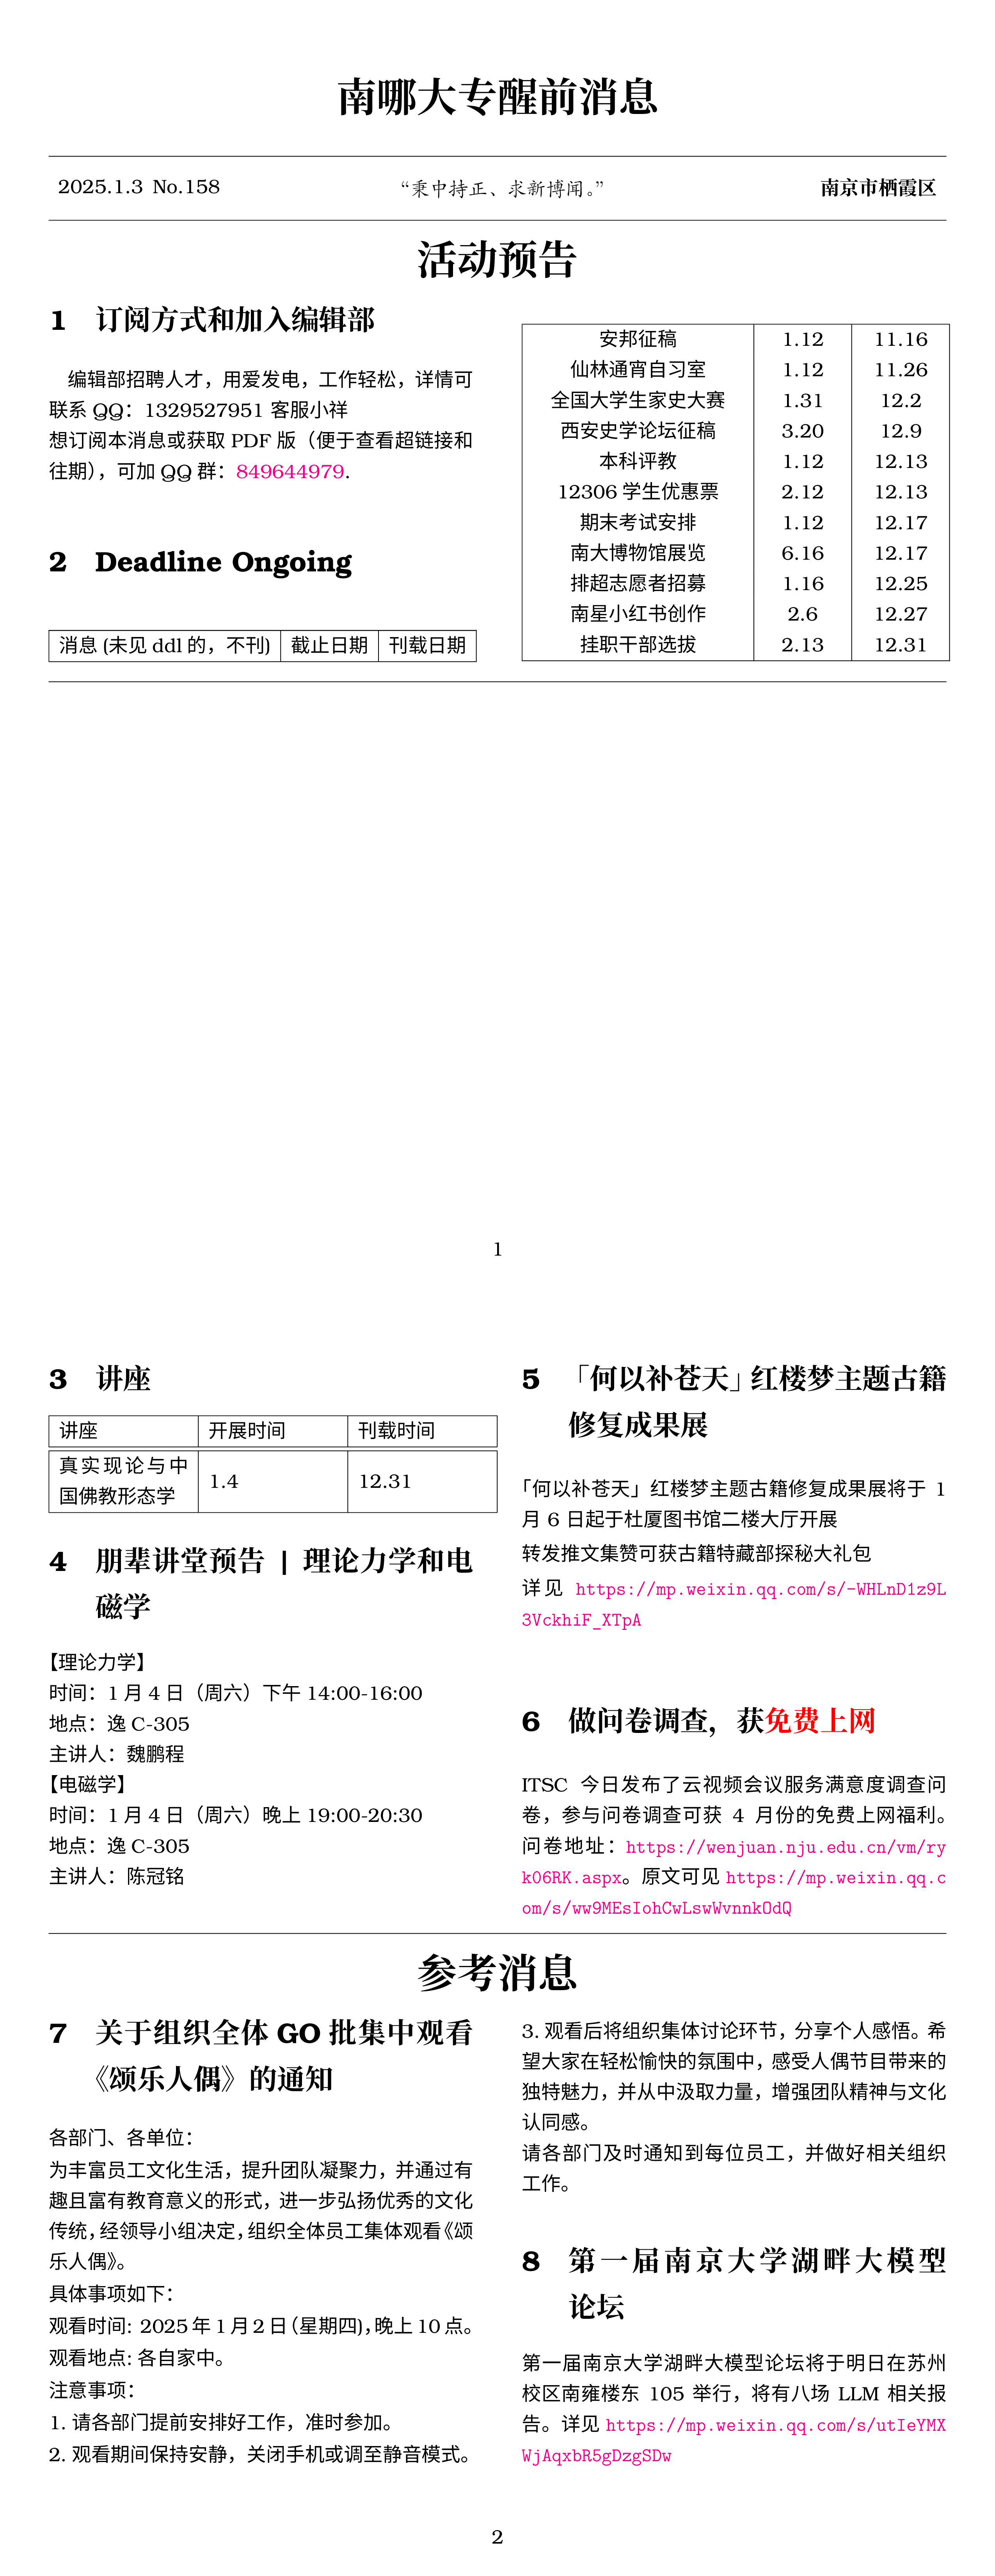 南哪大专醒前消息
2025.1.3 No.158
“秉中持正、求新博闻。”
南京市栖霞区
活动预告
1 订阅方式和加入编辑部
编辑部招聘人才，用爱发电，工作轻松，详情可
联系 QQ：1329527951 客服小祥
想订阅本消息或获取 PDF 版（便于查看超链接和
往期），可加 QQ 群：849644979.
2 Deadline Ongoing
消息 (未见 ddl 的，不刊) 截止日期 刊载日期
安邦征稿 1.12 11.16
仙林通宵自习室 1.12 11.26
全国大学生家史大赛 1.31 12.2
西安史学论坛征稿 3.20 12.9
本科评教 1.12 12.13
12306 学生优惠票 2.12 12.13
期末考试安排 1.12 12.17
南大博物馆展览 6.16 12.17
排超志愿者招募 1.16 12.25
南星小红书创作 2.6 12.27
挂职干部选拔 2.13 12.31
1
3 讲座
讲座 开展时间 刊载时间
真实现论与中
国佛教形态学 1.4 12.31
4 朋辈讲堂预告 | 理论力学和电
磁学
【理论力学】
时间：1 月 4 日（周六）下午 14:00-16:00
地点：逸 C-305
主讲人：魏鹏程
【电磁学】
时间：1 月 4 日（周六）晚上 19:00-20:30
地点：逸 C-305
主讲人：陈冠铭
5 「何以补苍天」红楼梦主题古籍
修复成果展
「何以补苍天」红楼梦主题古籍修复成果展将于 1
月 6 日起于杜厦图书馆二楼大厅开展
转发推文集赞可获古籍特藏部探秘大礼包
详见 https://mp.weixin.qq.com/s/-WHLnD1z9L
3VckhiF_XTpA
6 做问卷调查，获免费上网
ITSC 今日发布了云视频会议服务满意度调查问
卷，参与问卷调查可获 4 月份的免费上网福利。
问卷地址：https://wenjuan.nju.edu.cn/vm/ry
kO6RK.aspx。原文可见 https://mp.weixin.qq.c
om/s/ww9MEsIohCwLswWvnnkOdQ
参考消息
7 关于组织全体 GO 批集中观看
《颂乐人偶》的通知
各部门、各单位：
为丰富员工文化生活，提升团队凝聚力，并通过有
趣且富有教育意义的形式，进一步弘扬优秀的文化
传统，经领导小组决定，组织全体员工集体观看《颂
乐人偶》。
具体事项如下：
观看时间: 2025 年 1 月 2 日（星期四)，晚上 10 点。
观看地点: 各自家中。
注意事项：
1. 请各部门提前安排好工作，准时参加。
2. 观看期间保持安静，关闭手机或调至静音模式。
3. 观看后将组织集体讨论环节，分享个人感悟。希
望大家在轻松愉快的氛围中，感受人偶节目带来的
独特魅力，并从中汲取力量，增强团队精神与文化
认同感。
请各部门及时通知到每位员工，并做好相关组织
工作。
8 第一届南京大学湖畔大模型
论坛
第一届南京大学湖畔大模型论坛将于明日在苏州
校区南雍楼东 105 举行，将有八场 LLM 相关报
告。详见 https://mp.weixin.qq.com/s/utIeYMX
WjAqxbR5gDzgSDw
2